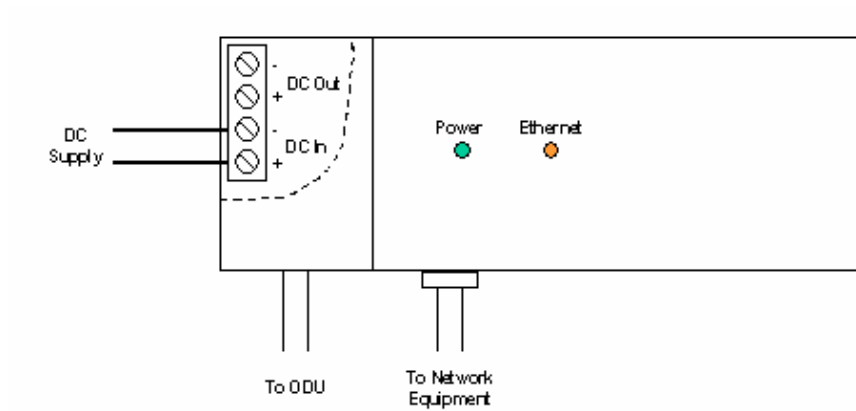 -
DC Out
+
DC
Supply
-
DC In
+
Power
Ethernet
To ODU
To Network
Equipment